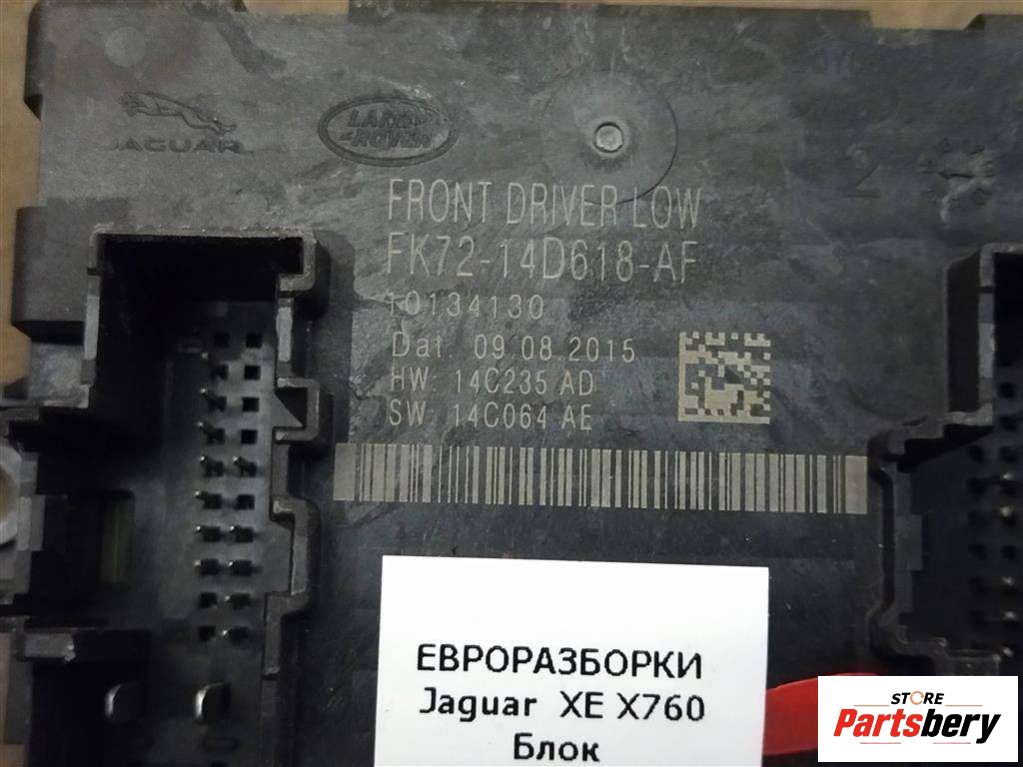 JAGUAR
LAND
ROVER
FRONT DRIVER LOW
FK72-14D618-AF
10134130
Dat: 09.08.2015
HW: 14C235 AD
SW: 14C064 AE
ЕВРОРАЗБОРКИ
Jaguar XE X760
Блок
STORE
Partsbery